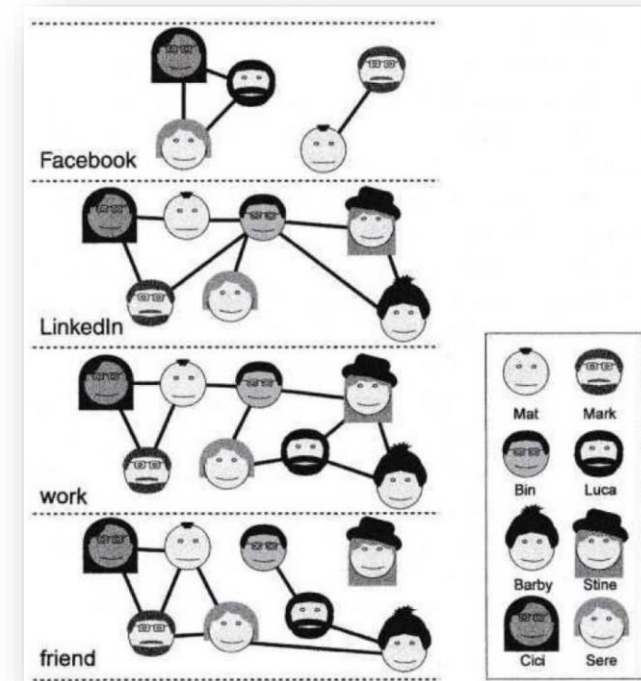 Facebook
LinkedIn
work
friend
Mat Mark
Bin Luca
Barby Stine
Cici Sere